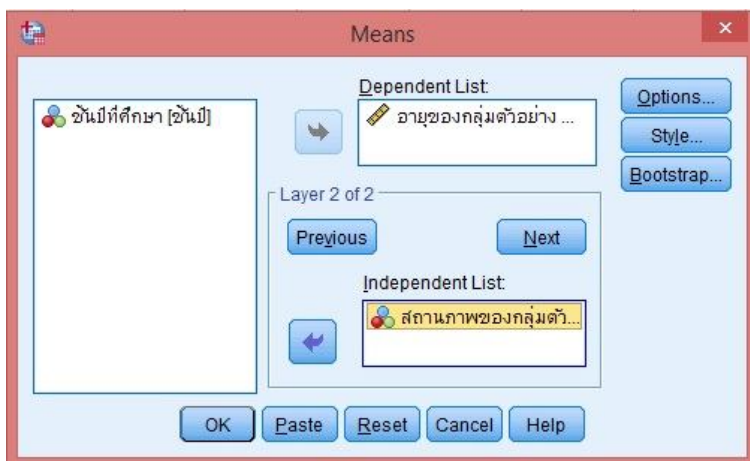 Means
Dependent List:
ชั้นปีที่ศึกษา [ชั้นปี]
อายุของกลุ่มตัวอย่าง ...
Options...
Style...
Bootstrap...
Layer 2 of 2
Previous
Next
Independent List:
สถานภาพของกลุ่มตัว...
OK
Paste
Reset
Cancel
Help